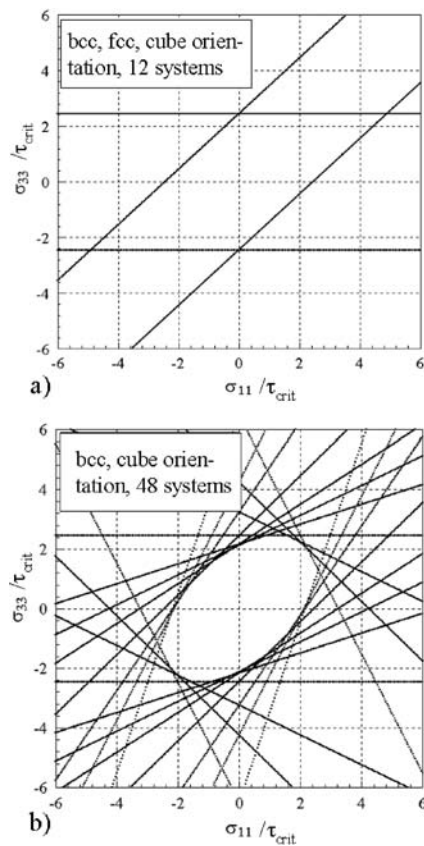 6
4
2
0
-2
-4
-6
σ33 /τcrit
bcc, fcc, cube orien-
tation, 12 systems
-6 -4 -2 0 2 4 6
σ11 /τcrit
a)
6
4
2
0
-2
-4
-6
σ33 /τcrit
bcc, cube orien-
tation, 48 systems
-6 -4 -2 0 2 4 6
σ11 /τcrit
b)